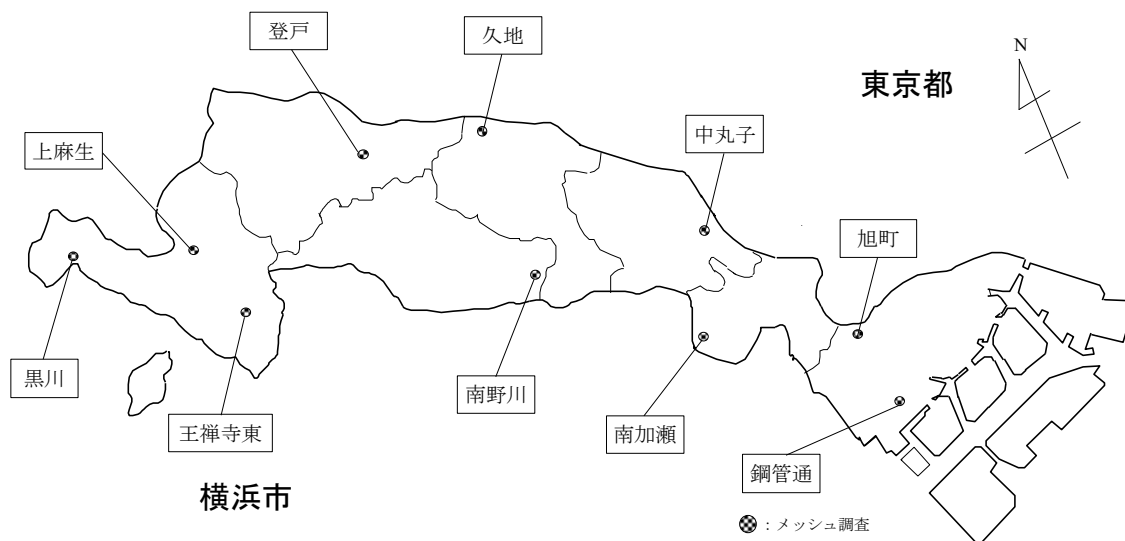 登戸
久地
N
東京都
上麻生
中丸子
旭町
黒川
王禅寺東
南野川
南加瀬
鋼管通
横浜市
：メッシュ調査